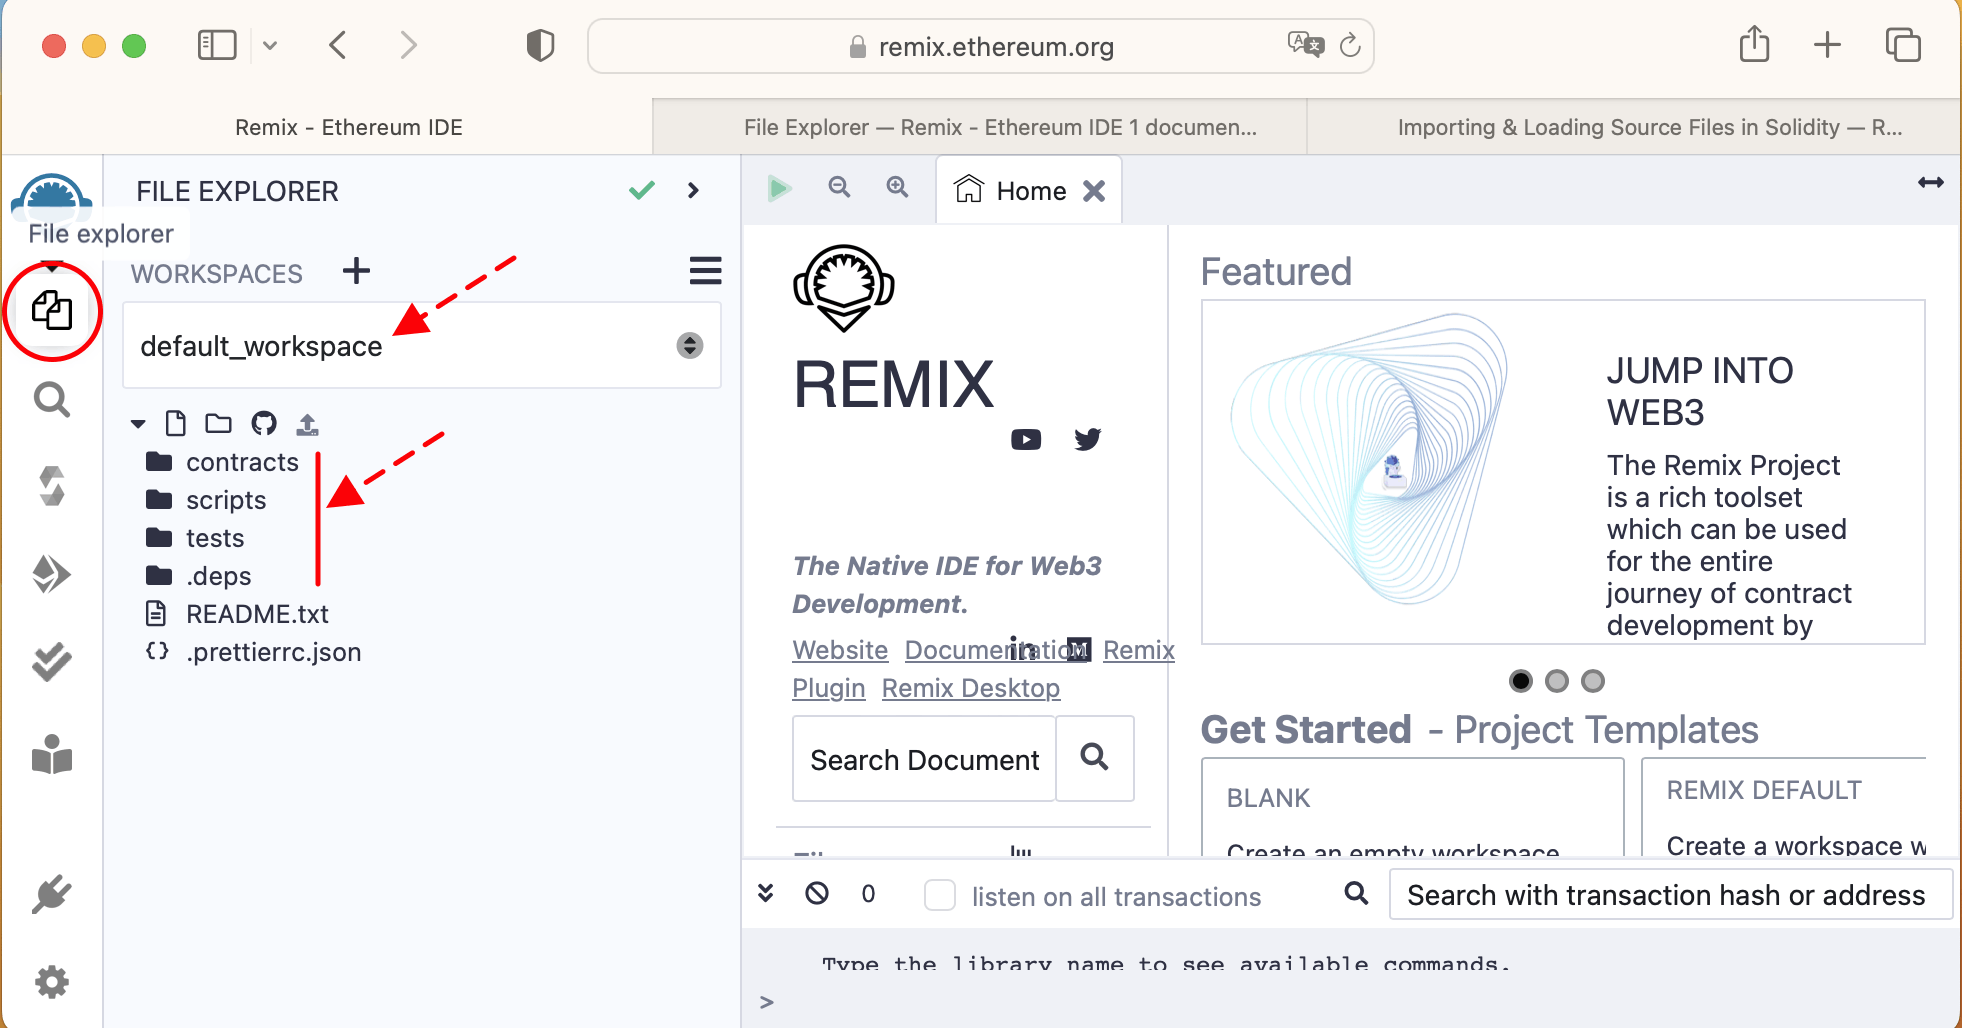 remix.ethereum.org
Remix - Ethereum IDE
File Explorer — Remix - Ethereum IDE 1 documen...
Importing & Loading Source Files in Solidity — R...
FILE EXPLORER
File explorer
WORKSPACES
default_workspace
contracts
scripts
tests
.deps
README.txt
.prettierrc.json
Home
REMIX
The Native IDE for Web3
Development.
Website Documentation Remix
Plugin Remix Desktop
Search Document
Featured
JUMP INTO
WEB3
The Remix Project
is a rich toolset
which can be used
for the entire
journey of contract
development by
Get Started - Project Templates
BLANK
Create an empty workspace
REMIX DEFAULT
Create a workspace w
0
listen on all transactions
Search with transaction hash or address
Type the library name to see available commands.
>